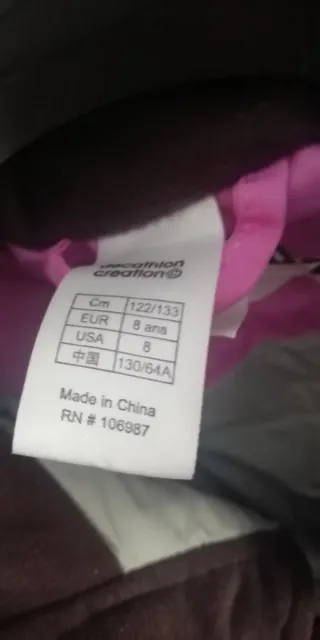 decathlon
creation©
Cm 122/133
EUR 8 ans
USA 8
中国 130/64A
Made in China
RN # 106987